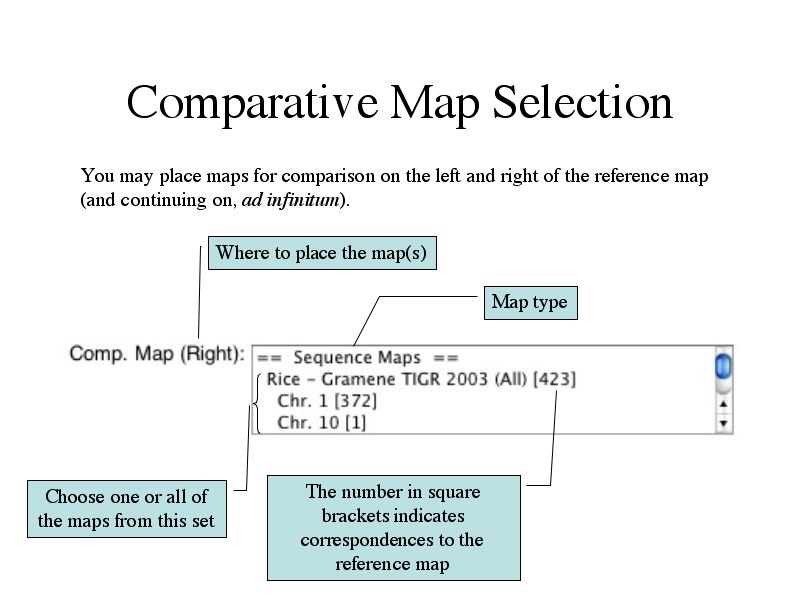 Comparative Map Selection
You may place maps for comparison on the left and right of the reference map
(and continuing on, ad infinitum).
Where to place the map(s)
Map type
Comp. Map (Right):
== Sequence Maps ==
Rice – Gramene TIGR 2003 (All) [423]
Chr. 1 [372]
Chr. 10 [1]
Choose one or all of
the maps from this set
The number in square
brackets indicates
correspondences to the
reference map